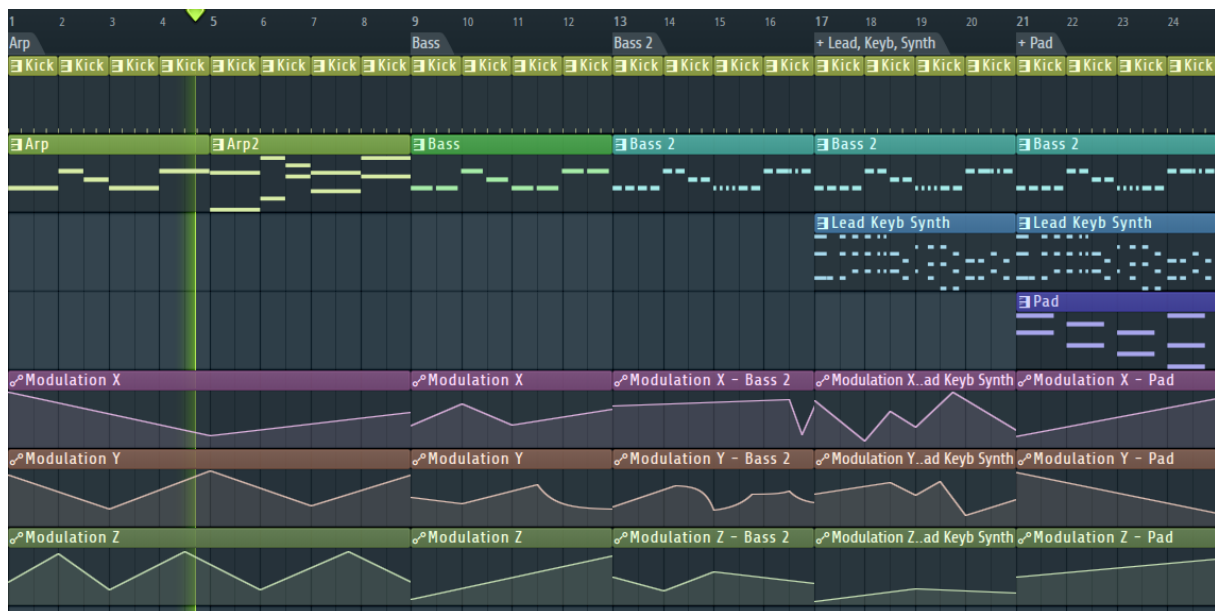 1 2 3 4 5 6 7 8 9 10 11 12 13 14 15 16 17 18 19 20 21 22 23 24
Arp Bass Bass 2 + Lead, Keyb, Synth + Pad
Kick Kick Kick Kick Kick Kick Kick Kick Kick Kick Kick Kick Kick Kick Kick Kick Kick Kick Kick Kick Kick Kick Kick Kick
Arp Arp2 Bass Bass 2 Bass 2 Bass 2
Lead Keyb Synth Lead Keyb Synth
Pad
Modulation X Modulation X Modulation X - Bass 2 Modulation X..ad Keyb Synth Modulation X - Pad
Modulation Y Modulation Y Modulation Y - Bass 2 Modulation Y..ad Keyb Synth Modulation Y - Pad
Modulation Z Modulation Z Modulation Z - Bass 2 Modulation Z..ad Keyb Synth Modulation Z - Pad